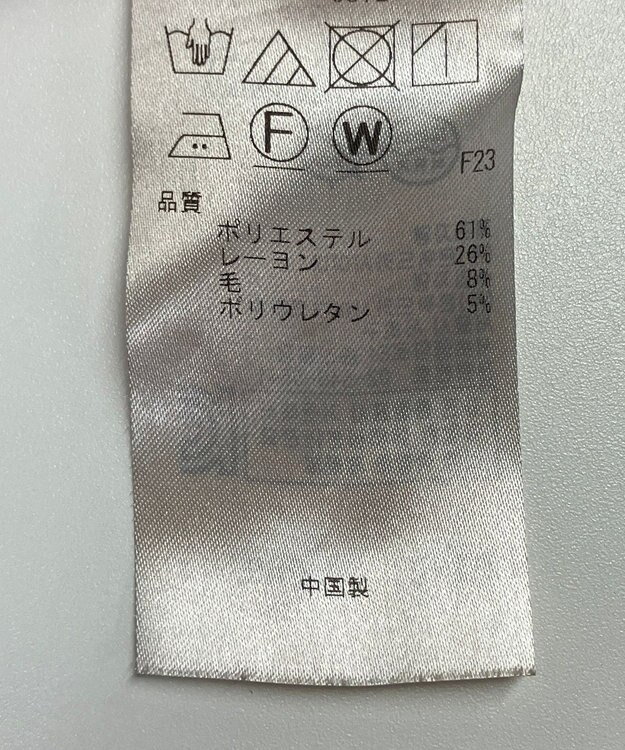 F W
F23
品質
ポリエステル 61%
レーヨン 26%
毛 8%
ポリウレタン 5%
中国製